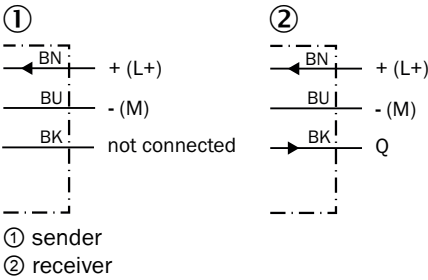 ① ②
BN + (L+) BN + (L+)
BU - (M) BU - (M)
BK not connected BK Q
① sender
② receiver